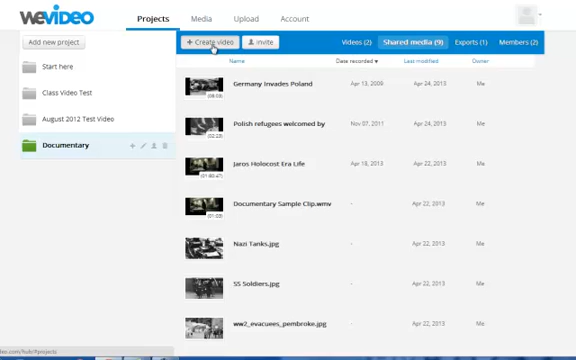 wevideo
Projects Media Upload Account
Add new project
+ Create video Invite Videos (2) Shared media (9) Exports (1) Members (2)
Name Date recorded Last modified Owner
Start here
Class Video Test
August 2012 Test Video
Documentary
Germany Invades Poland Apr 13, 2009 Apr 24, 2013 Me
Polish refugees welcomed by Nov 07, 2011 Apr 24, 2013 Me
Jaros Holocost Era Life Apr 18, 2013 Apr 22, 2013 Me
Documentary Sample Clip.wmv - Apr 22, 2013 Me
Nazi Tanks.jpg - Apr 22, 2013 Me
SS Soldiers.jpg - Apr 22, 2013 Me
ww2_evacuees_pembroke.jpg - Apr 22, 2013 Me
deo.com/hub/#projects